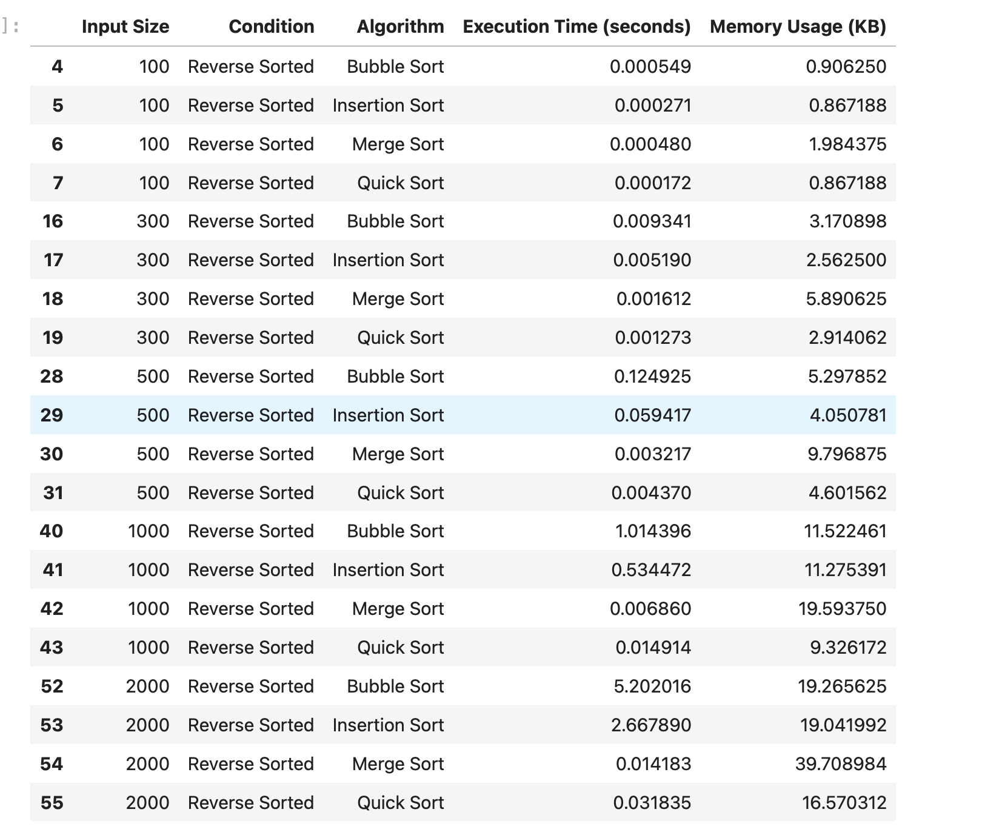 ]: Input Size Condition Algorithm Execution Time (seconds) Memory Usage (KB)
4 100 Reverse Sorted Bubble Sort 0.000549 0.906250
5 100 Reverse Sorted Insertion Sort 0.000271 0.867188
6 100 Reverse Sorted Merge Sort 0.000480 1.984375
7 100 Reverse Sorted Quick Sort 0.000172 0.867188
16 300 Reverse Sorted Bubble Sort 0.009341 3.170898
17 300 Reverse Sorted Insertion Sort 0.005190 2.562500
18 300 Reverse Sorted Merge Sort 0.001612 5.890625
19 300 Reverse Sorted Quick Sort 0.001273 2.914062
28 500 Reverse Sorted Bubble Sort 0.124925 5.297852
29 500 Reverse Sorted Insertion Sort 0.059417 4.050781
30 500 Reverse Sorted Merge Sort 0.003217 9.796875
31 500 Reverse Sorted Quick Sort 0.004370 4.601562
40 1000 Reverse Sorted Bubble Sort 1.014396 11.522461
41 1000 Reverse Sorted Insertion Sort 0.534472 11.275391
42 1000 Reverse Sorted Merge Sort 0.006860 19.593750
43 1000 Reverse Sorted Quick Sort 0.014914 9.326172
52 2000 Reverse Sorted Bubble Sort 5.202016 19.265625
53 2000 Reverse Sorted Insertion Sort 2.667890 19.041992
54 2000 Reverse Sorted Merge Sort 0.014183 39.708984
55 2000 Reverse Sorted Quick Sort 0.031835 16.570312